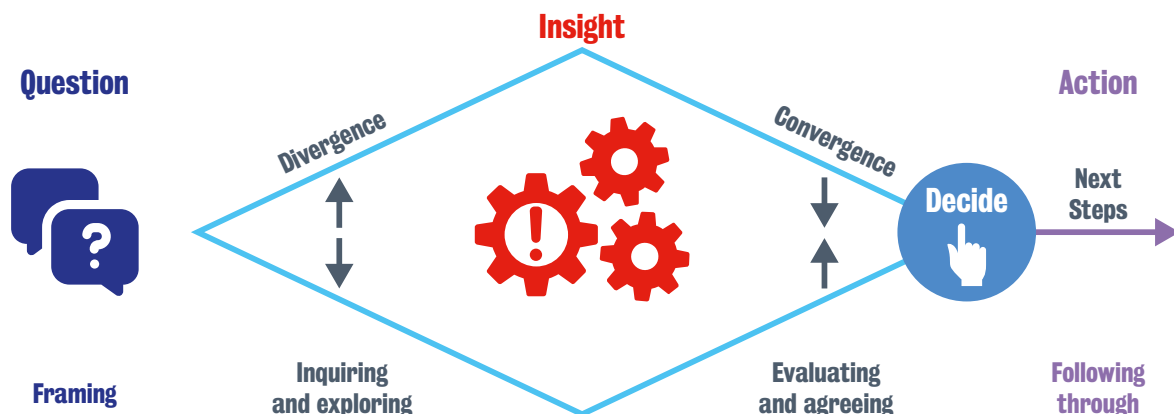 Insight
Question
Action
Divergence
Convergence
?
!
Decide
Next
Steps
Framing
Inquiring
and exploring
Evaluating
and agreeing
Following
through